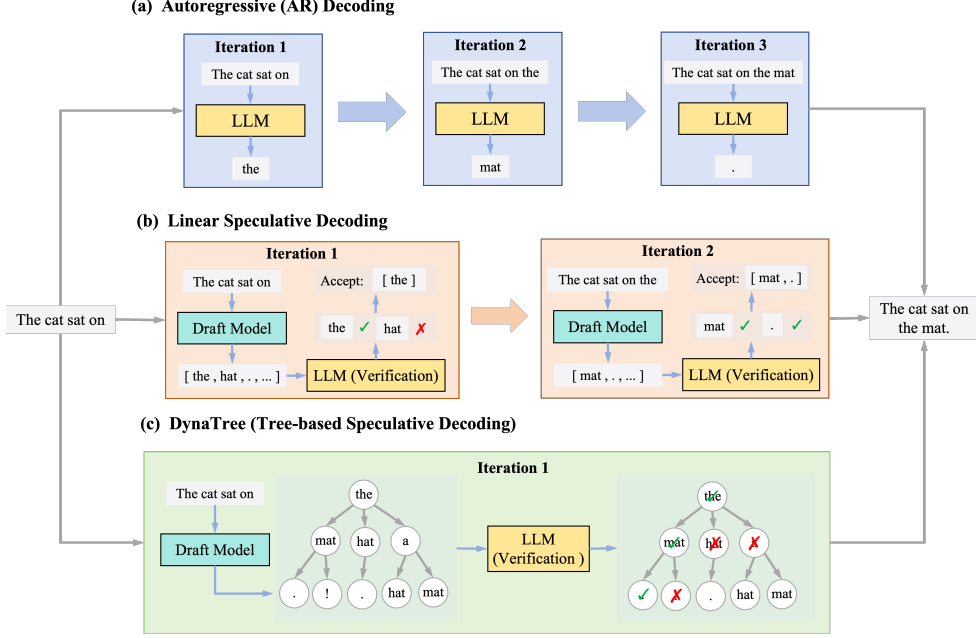 (a) Autoregressive (AR) Decoding
Iteration 1
The cat sat on
LLM
the
Iteration 2
The cat sat on the
LLM
mat
Iteration 3
The cat sat on the mat
LLM
.
(b) Linear Speculative Decoding
The cat sat on
Iteration 1
The cat sat on
Draft Model
[ the , hat , . , ... ]
LLM (Verification)
the ✓ hat ✗
Accept: [ the ]
Iteration 2
The cat sat on the
Draft Model
[ mat , . , ... ]
LLM (Verification)
mat ✓ . ✓
Accept: [ mat , . ]
The cat sat on
the mat.
(c) DynaTree (Tree-based Speculative Decoding)
Iteration 1
The cat sat on
Draft Model
the
mat hat a
. ! . hat mat
LLM
(Verification )
the
mat hat
. hat mat